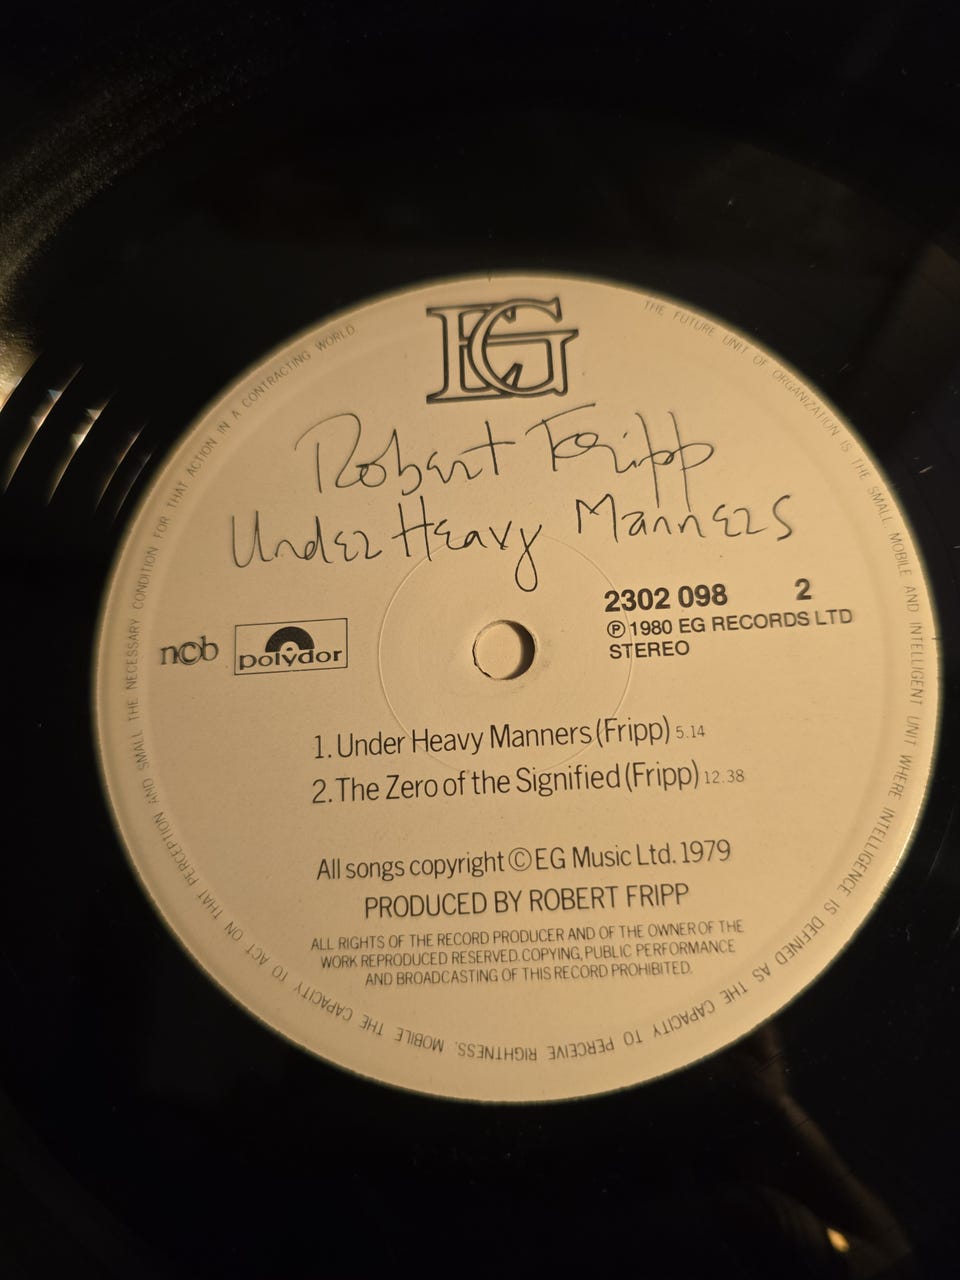 THE FUTURE UNIT OF ORGANIZATION IS THE SMALL, MOBILE AND INTELLIGENT UNIT WHERE INTELLIGENCE IS DEFINED AS THE CAPACITY TO PERCEIVE RIGHTNESS, MOBILE THE CAPACITY TO ACT ON THAT PERCEPTION AND SMALL THE NECESSARY CONDITION FOR THAT ACTION IN A CONTRACTING WORLD.
EG
Robert Fripp
Under Heavy Manners
2302 098 2
℗ 1980 EG RECORDS LTD
STEREO
ncb polydor
1. Under Heavy Manners (Fripp) 5.14
2. The Zero of the Signified (Fripp) 12.38
All songs copyright © EG Music Ltd. 1979
PRODUCED BY ROBERT FRIPP
ALL RIGHTS OF THE RECORD PRODUCER AND OF THE OWNER OF THE
WORK REPRODUCED RESERVED. COPYING, PUBLIC PERFORMANCE
AND BROADCASTING OF THIS RECORD PROHIBITED.